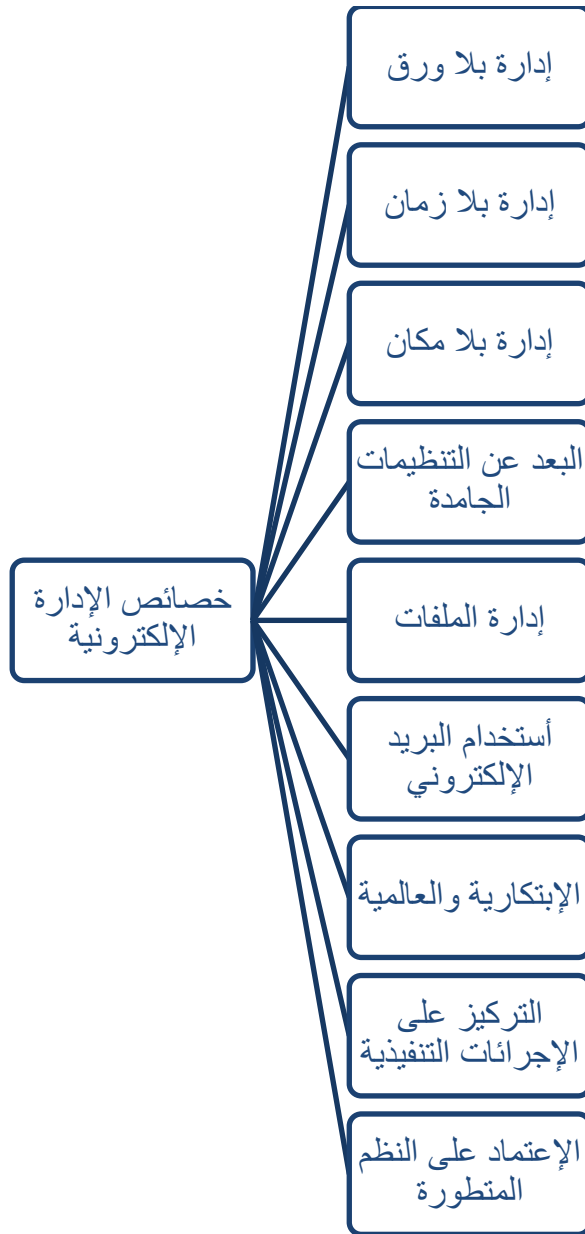 إدارة بلا ورق
إدارة بلا زمان
إدارة بلا مكان
البعد عن التنظيمات
الجامدة
خصائص الإدارة
الإلكترونية
إدارة الملفات
أستخدام البريد
الإلكتروني
الإبتكارية والعالمية
التركيز على
الإجرائات التنفيذية
الإعتماد على النظم
المتطورة